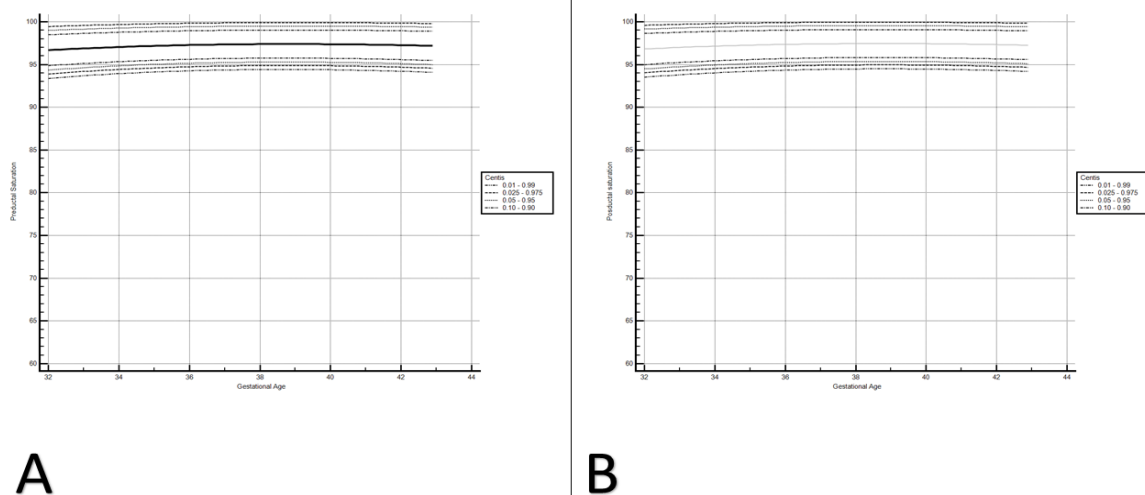 100
95
90
85
80
75
70
65
60
Preductal Saturation
32
34
36
38
40
42
44
Gestational Age
Centis
0.01 - 0.99
0.025 - 0.975
0.05 - 0.95
0.10 - 0.90
A
100
95
90
85
80
75
70
65
60
Posductal Saturation
32
34
36
38
40
42
44
Gestational Age
Centis
0.01 - 0.99
0.025 - 0.975
0.05 - 0.95
0.10 - 0.90
B